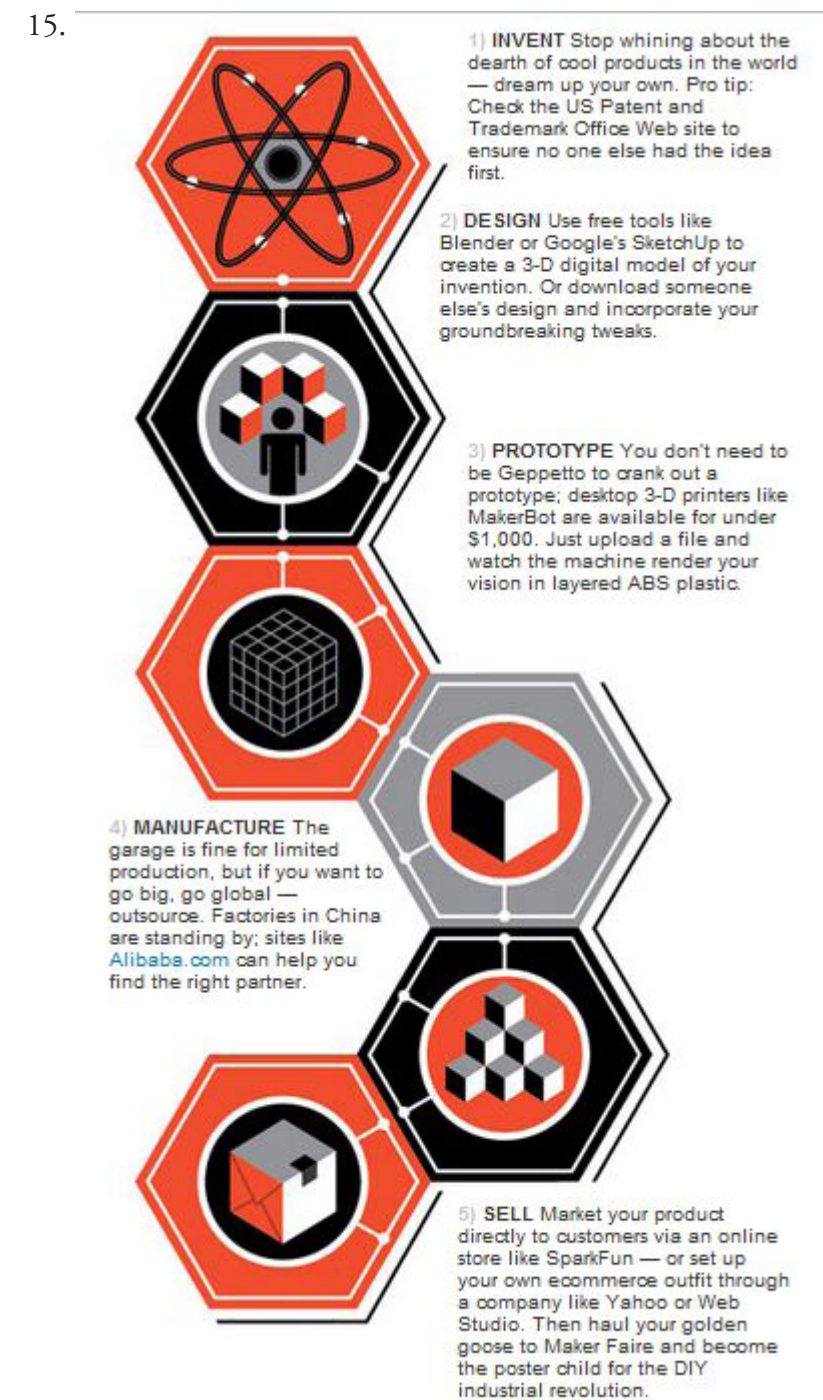 15.
1) INVENT Stop whining about the
dearth of cool products in the world
— dream up your own. Pro tip:
Check the US Patent and
Trademark Office Web site to
ensure no one else had the idea
first.
2) DESIGN Use free tools like
Blender or Google's SketchUp to
create a 3-D digital model of your
invention. Or download someone
else's design and incorporate your
groundbreaking tweaks.
3) PROTOTYPE You don't need to
be Geppetto to crank out a
prototype; desktop 3-D printers like
MakerBot are available for under
$1,000. Just upload a file and
watch the machine render your
vision in layered ABS plastic.
4) MANUFACTURE The
garage is fine for limited
production, but if you want to
go big, go global —
outsource. Factories in China
are standing by; sites like
Alibaba.com can help you
find the right partner.
5) SELL Market your product
directly to customers via an online
store like SparkFun — or set up
your own ecommerce outfit through
a company like Yahoo or Web
Studio. Then haul your golden
goose to Maker Faire and become
the poster child for the DIY
industrial revolution.